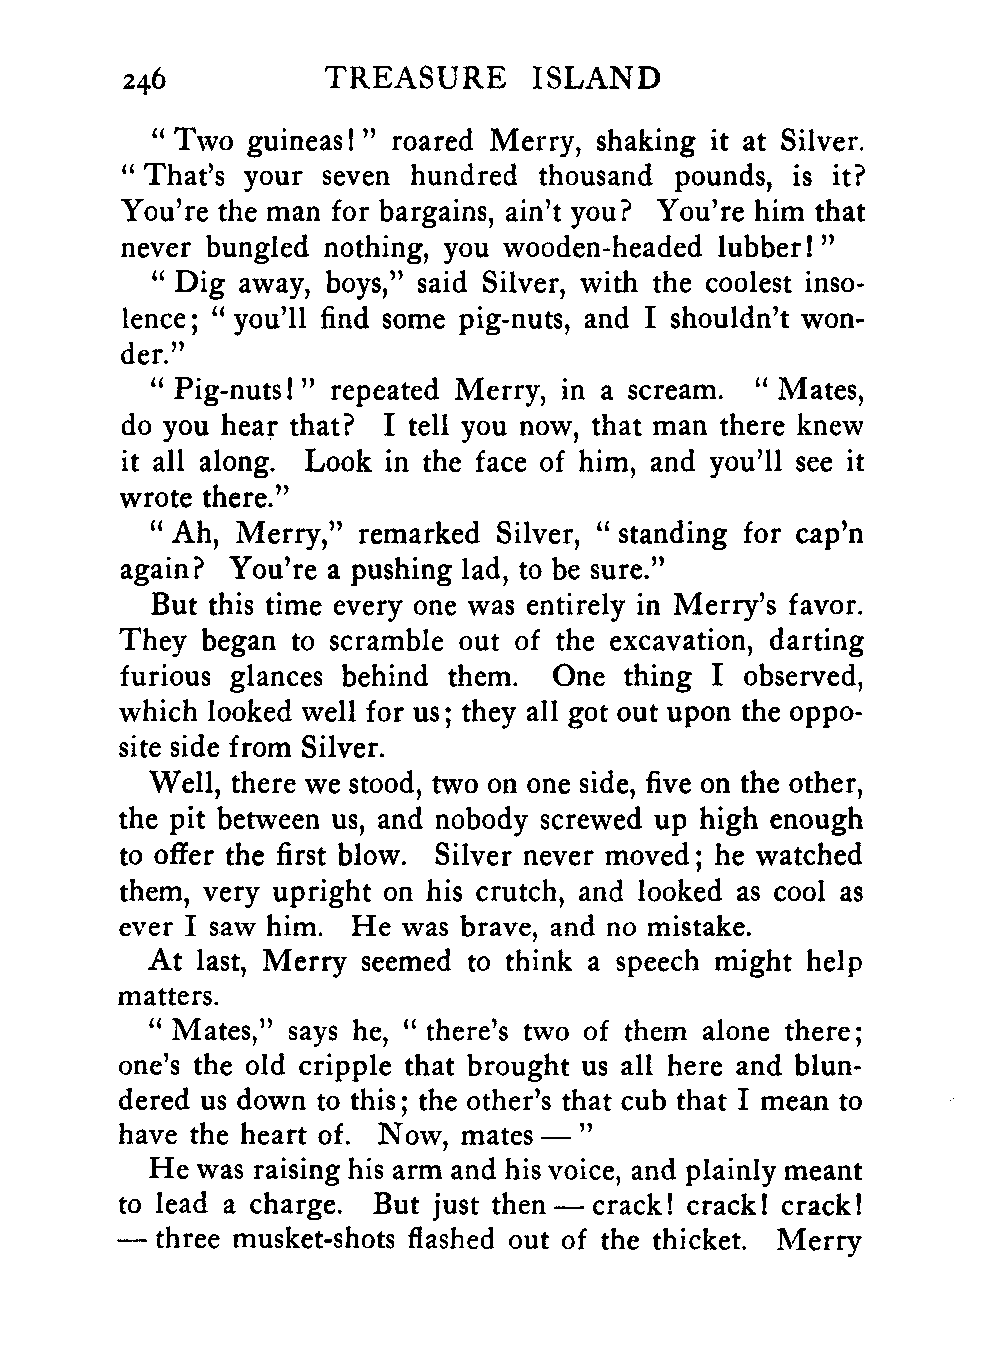 246 TREASURE ISLAND
“ Two guineas! ” roared Merry, shaking it at Silver.
“ That's your seven hundred thousand pounds, is it?
You're the man for bargains, ain't you? You're him that
never bungled nothing, you wooden-headed lubber! ”
“ Dig away, boys,” said Silver, with the coolest inso-
lence; “ you'll find some pig-nuts, and I shouldn't won-
der.”
“ Pig-nuts! ” repeated Merry, in a scream. “ Mates,
do you hear that? I tell you now, that man there knew
it all along. Look in the face of him, and you'll see it
wrote there.”
“ Ah, Merry,” remarked Silver, “ standing for cap'n
again? You're a pushing lad, to be sure.”
But this time every one was entirely in Merry's favor.
They began to scramble out of the excavation, darting
furious glances behind them. One thing I observed,
which looked well for us; they all got out upon the oppo-
site side from Silver.
Well, there we stood, two on one side, five on the other,
the pit between us, and nobody screwed up high enough
to offer the first blow. Silver never moved; he watched
them, very upright on his crutch, and looked as cool as
ever I saw him. He was brave, and no mistake.
At last, Merry seemed to think a speech might help
matters.
“ Mates,” says he, “ there's two of them alone there;
one's the old cripple that brought us all here and blun-
dered us down to this; the other's that cub that I mean to
have the heart of. Now, mates — ”
He was raising his arm and his voice, and plainly meant
to lead a charge. But just then — crack! crack! crack!
— three musket-shots flashed out of the thicket. Merry